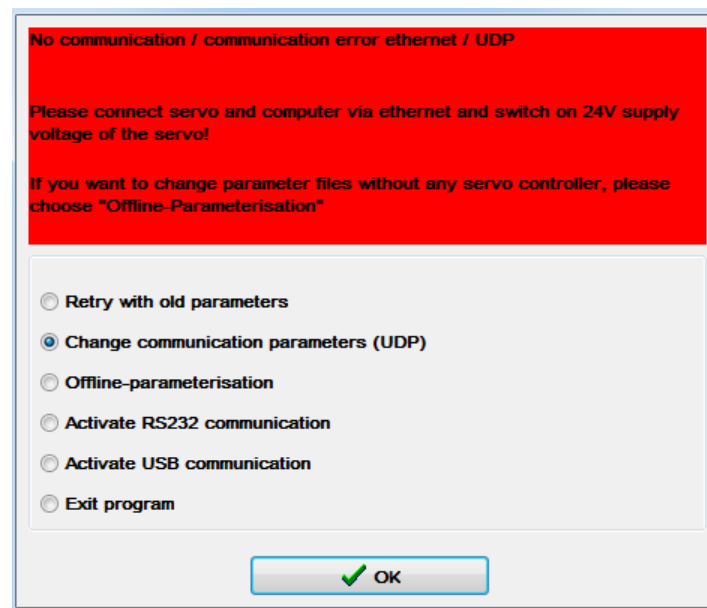 No communication / communication error ethernet / UDP
Please connect servo and computer via ethernet and switch on 24V supply
voltage of the servo!
If you want to change parameter files without any servo controller, please
choose "Offline-Parameterisation"
Retry with old parameters
Change communication parameters (UDP)
Offline-parameterisation
Activate RS232 communication
Activate USB communication
Exit program
OK